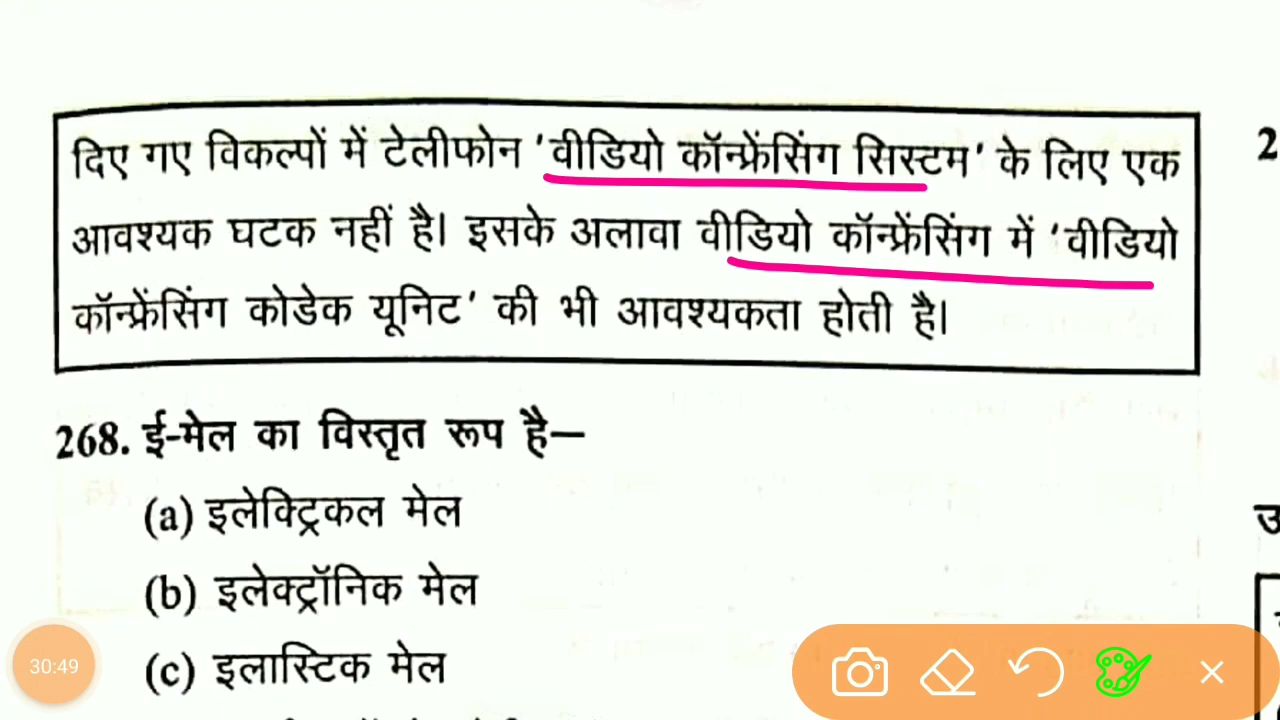 दिए गए विकल्पों में टेलीफोन 'वीडियो कॉन्फ्रेंसिंग सिस्टम' के लिए एक
आवश्यक घटक नहीं है। इसके अलावा वीडियो कॉन्फ्रेंसिंग में 'वीडियो
कॉन्फ्रेंसिंग कोडेक यूनिट' की भी आवश्यकता होती है।
268. ई-मेल का विस्तृत रूप है–
(a) इलेक्ट्रिकल मेल
(b) इलेक्ट्रॉनिक मेल
(c) इलास्टिक मेल
2
उ
30:49